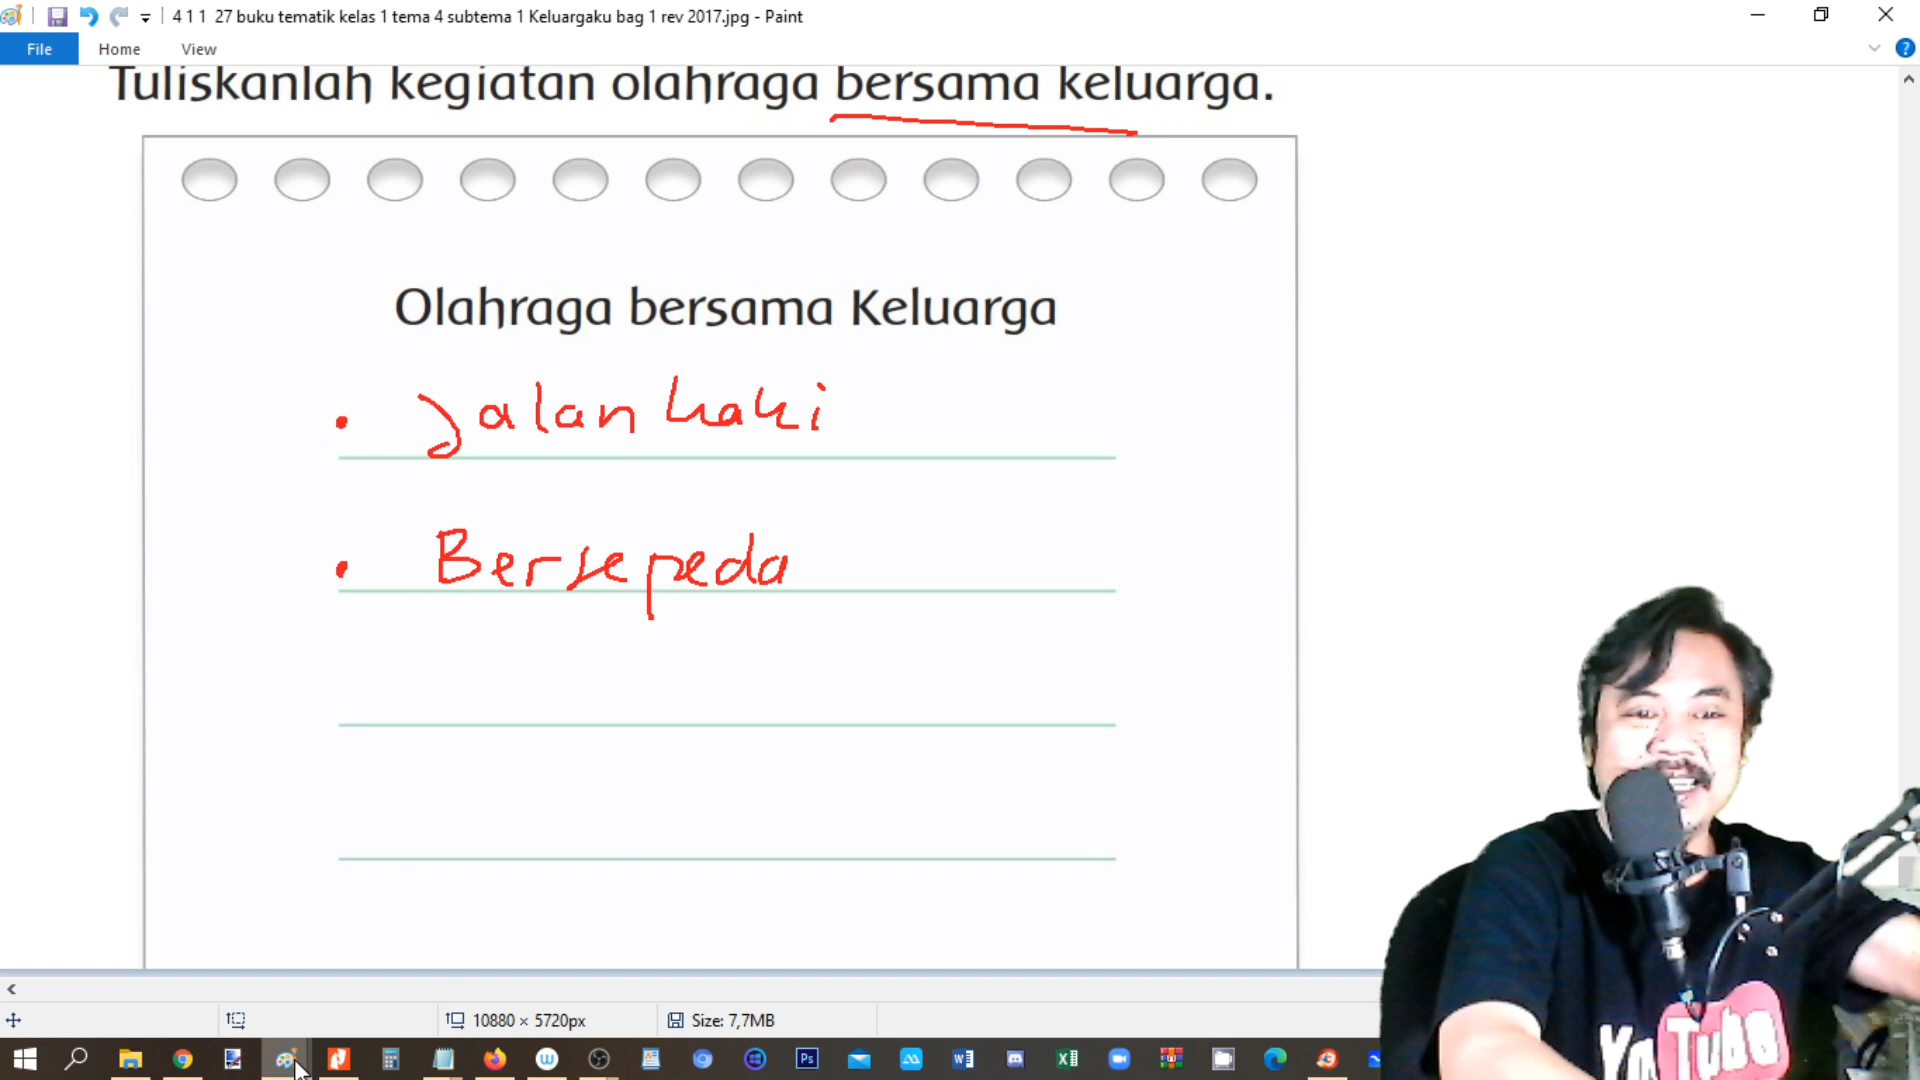 4 1 1 27 buku tematik kelas 1 tema 4 subtema 1 Keluargaku bag 1 rev 2017.jpg - Paint
File Home View
Tuliskanlah kegiatan olahraga bersama keluarga.
Olahraga bersama Keluarga
• Jalan kaki
• Bersepeda
10880 × 5720px Size: 7,7MB
YouTube